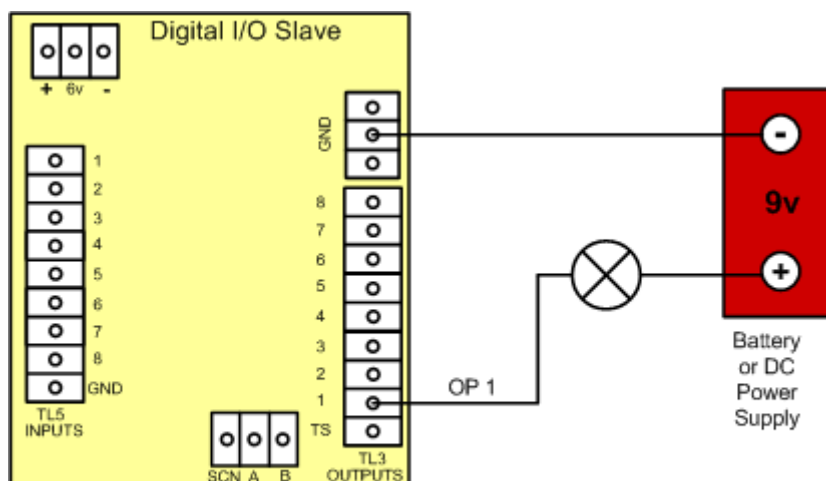 Digital I/O Slave
+ 6v -
GND
1
2
3
4
5
6
7
8
GND
TL5
INPUTS
8
7
6
5
4
3
2
1
TS
TL3
OUTPUTS
SCN A B
OP 1
-
9v
+
Battery
or DC
Power
Supply